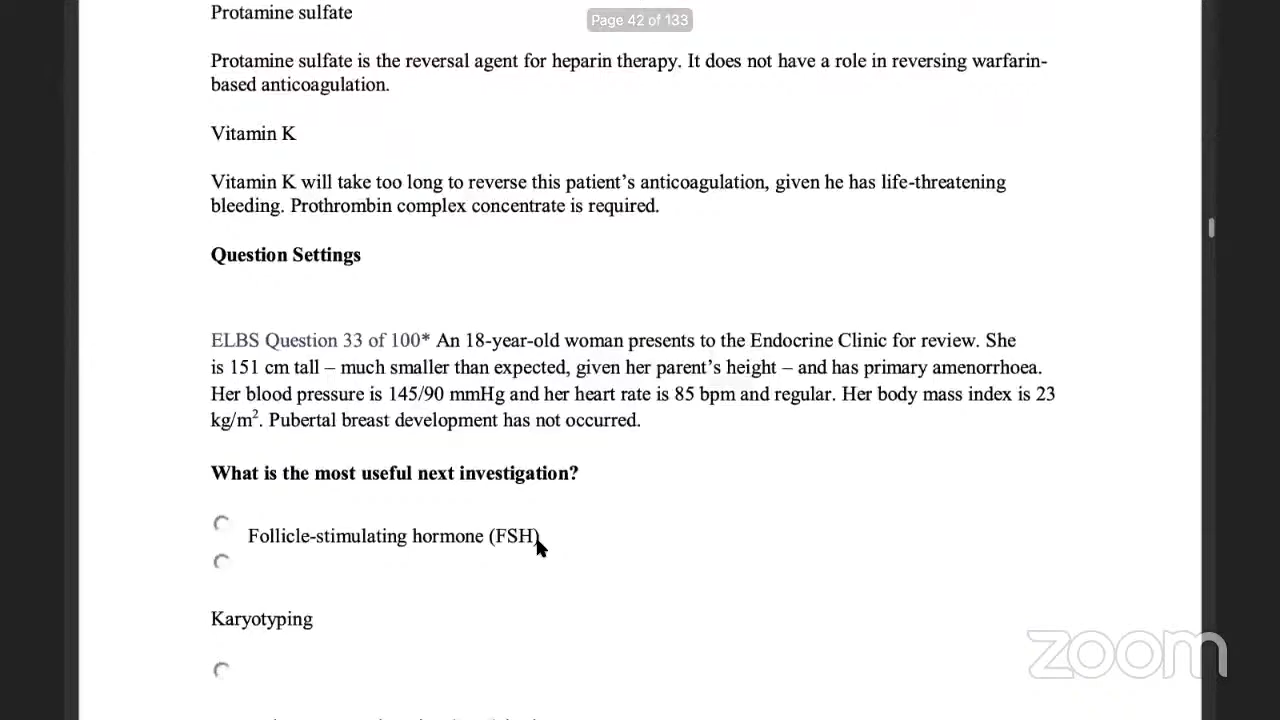 Protamine sulfate
Page 42 of 133
Protamine sulfate is the reversal agent for heparin therapy. It does not have a role in reversing warfarin-
based anticoagulation.
Vitamin K
Vitamin K will take too long to reverse this patient’s anticoagulation, given he has life-threatening
bleeding. Prothrombin complex concentrate is required.
Question Settings
ELBS Question 33 of 100* An 18-year-old woman presents to the Endocrine Clinic for review. She
is 151 cm tall – much smaller than expected, given her parent’s height – and has primary amenorrhoea.
Her blood pressure is 145/90 mmHg and her heart rate is 85 bpm and regular. Her body mass index is 23
kg/m². Pubertal breast development has not occurred.
What is the most useful next investigation?
Follicle-stimulating hormone (FSH)
Karyotyping
zoom